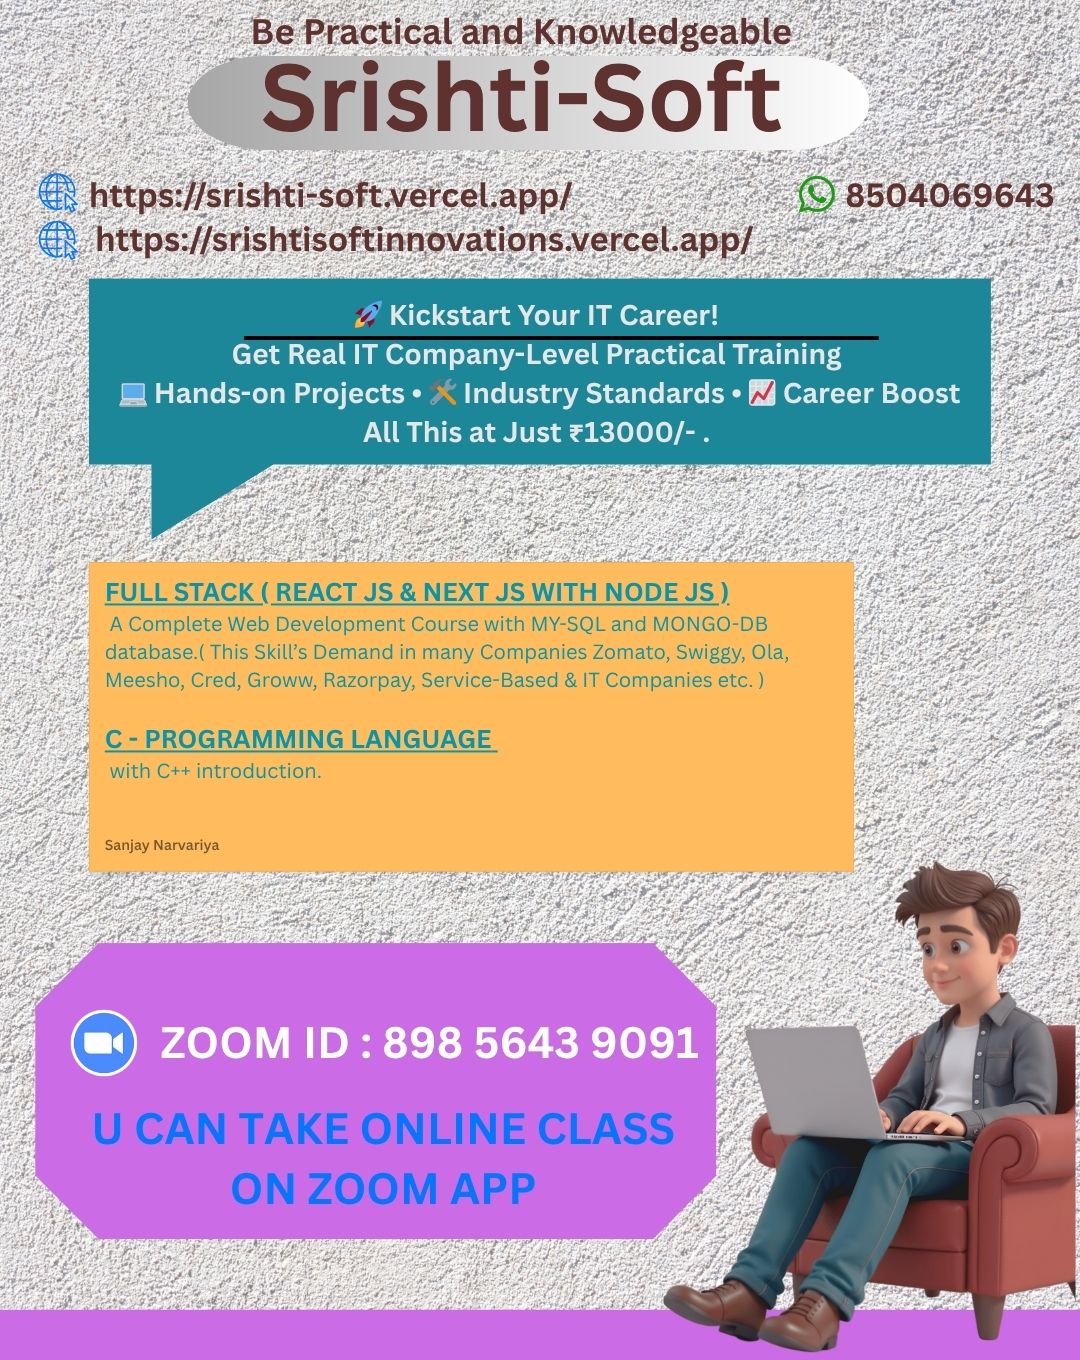 Be Practical and Knowledgeable
Srishti-Soft
https://srishti-soft.vercel.app/
8504069643
https://srishtisoftinnovations.vercel.app/
🚀 Kickstart Your IT Career!
Get Real IT Company-Level Practical Training
💻 Hands-on Projects • 🛠️ Industry Standards • 📈 Career Boost
All This at Just ₹13000/- .
FULL STACK ( REACT JS & NEXT JS WITH NODE JS )
A Complete Web Development Course with MY-SQL and MONGO-DB
database.( This Skill’s Demand in many Companies Zomato, Swiggy, Ola,
Meesho, Cred, Groww, Razorpay, Service-Based & IT Companies etc. )
C - PROGRAMMING LANGUAGE
with C++ introduction.
Sanjay Narvariya
ZOOM ID : 898 5643 9091
U CAN TAKE ONLINE CLASS
ON ZOOM APP